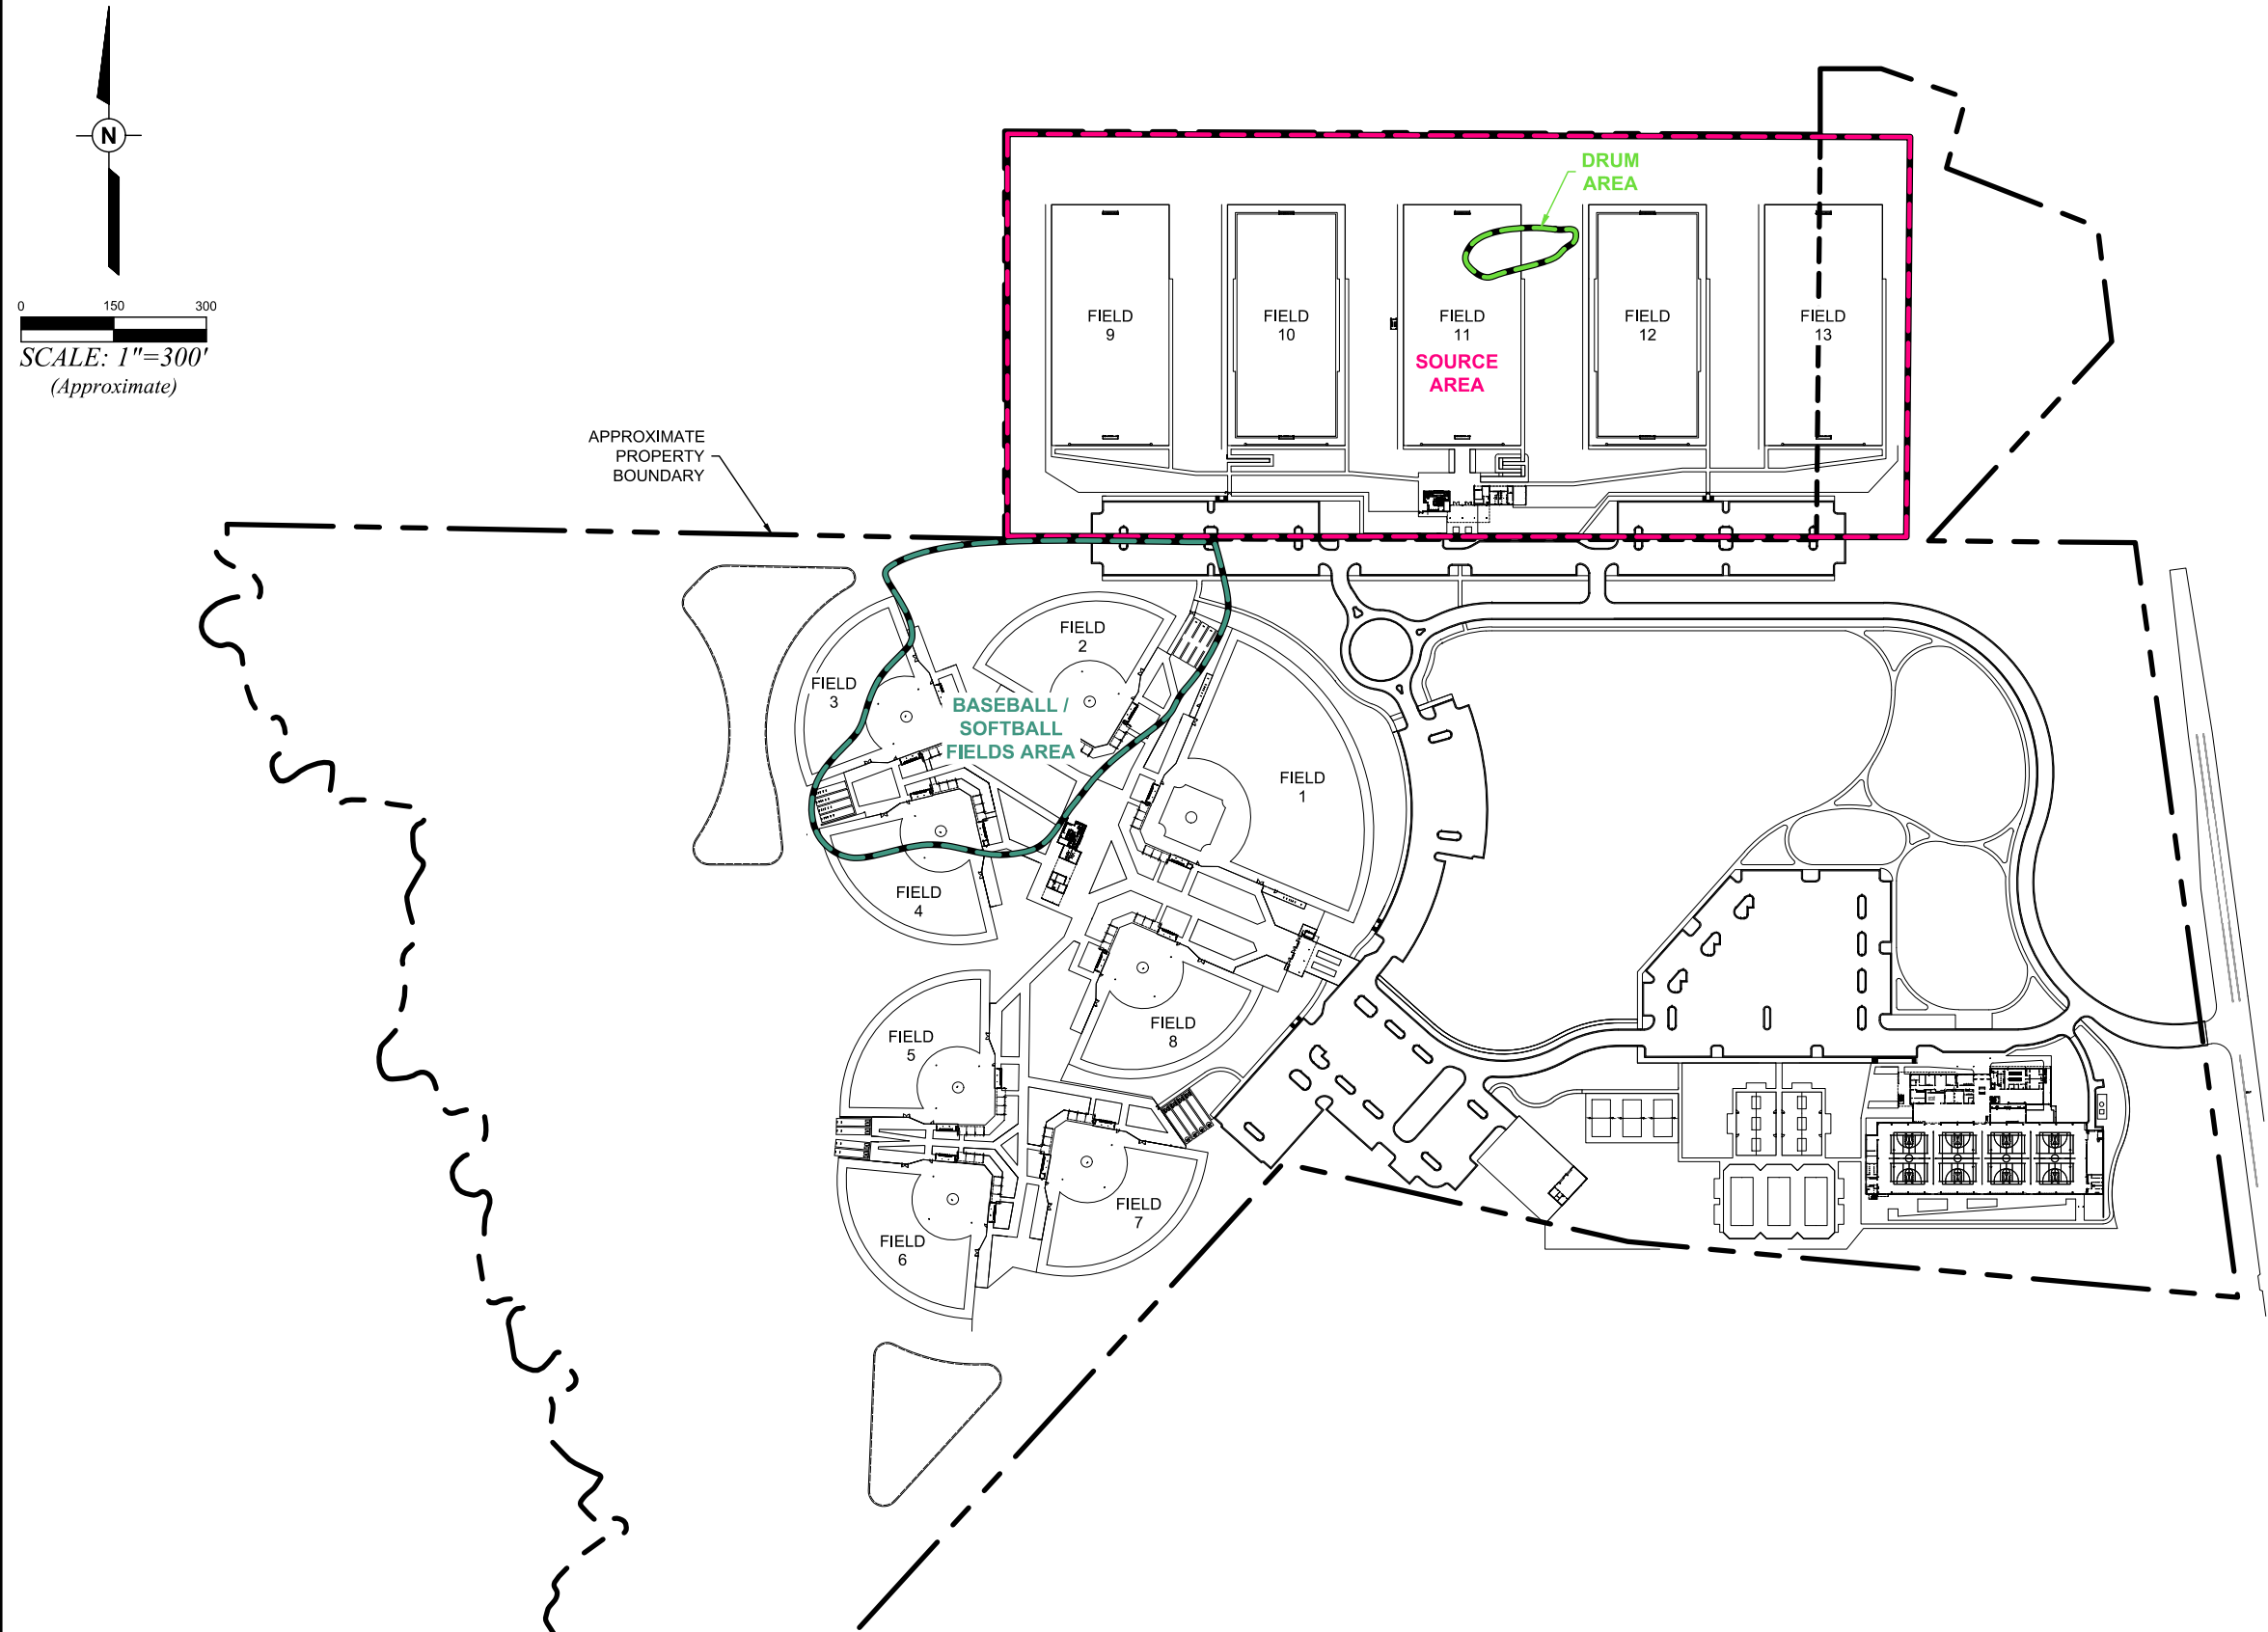 N
0 150 300
SCALE: 1"=300'
(Approximate)
APPROXIMATE
PROPERTY
BOUNDARY
DRUM
AREA
FIELD
9
FIELD
10
FIELD
11
FIELD
12
FIELD
13
SOURCE
AREA
FIELD
2
FIELD
3
BASEBALL /
SOFTBALL
FIELDS AREA
FIELD
1
FIELD
4
FIELD
5
FIELD
8
FIELD
7
FIELD
6